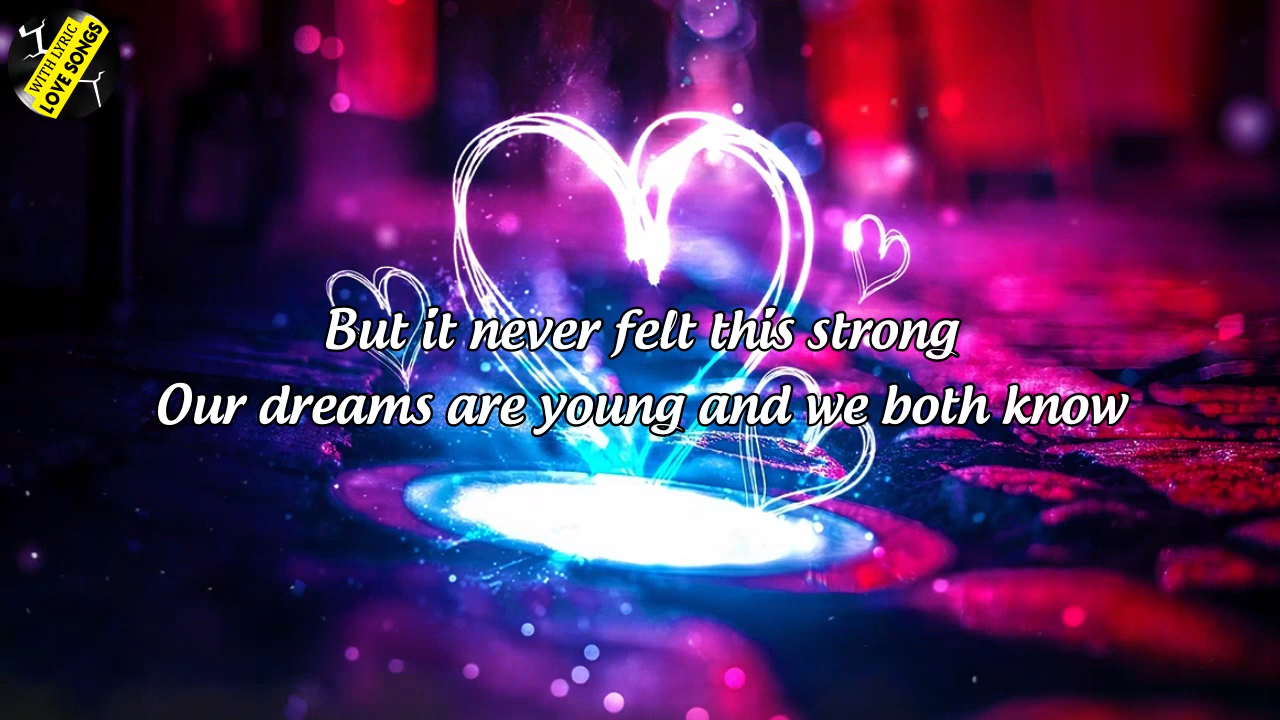 WITH LYRIC
LOVE SONGS
But it never felt this strong
Our dreams are young and we both know